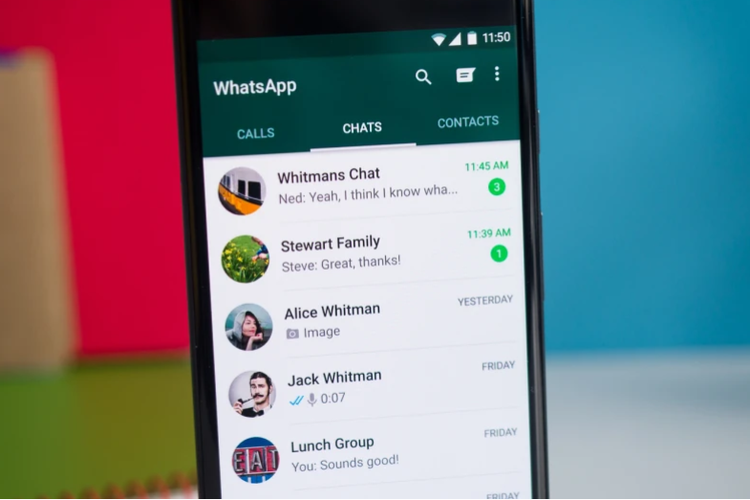 11:50
WhatsApp
CALLS CHATS CONTACTS
Whitmans Chat 11:45 AM
Ned: Yeah, I think I know wha... 3
Stewart Family 11:39 AM
Steve: Great, thanks! 1
Alice Whitman YESTERDAY
Image
Jack Whitman FRIDAY
0:07
EAT
Lunch Group FRIDAY
You: Sounds good!
FRIDAY